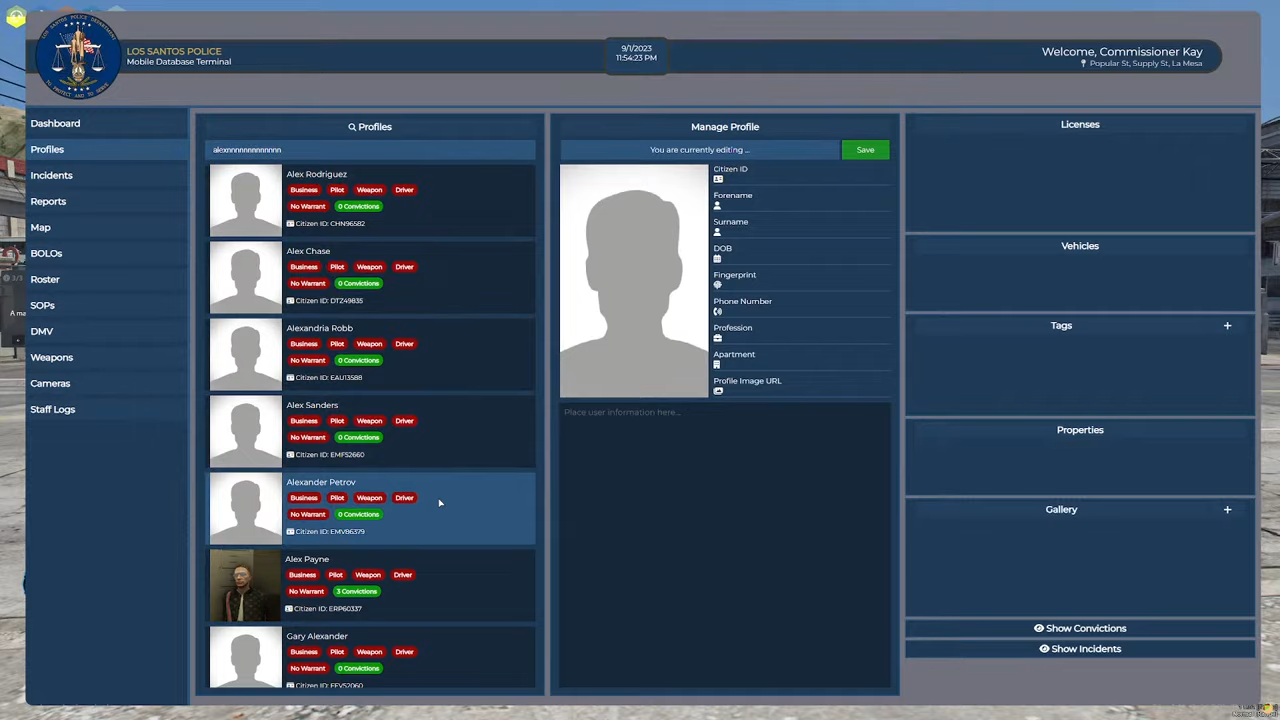 LOS SANTOS POLICE
Mobile Database Terminal
9/1/2023
11:54:23 PM
Welcome, Commissioner Kay
Popular St, Supply St, La Mesa
Dashboard
Profiles
Incidents
Reports
Map
BOLOs
Roster
SOPs
DMV
Weapons
Cameras
Staff Logs
Profiles
alexnnnnnnnnnnnnn
Alex Rodriguez
Business Pilot Weapon Driver
No Warrant 0 Convictions
Citizen ID: CHN96582
Alex Chase
Business Pilot Weapon Driver
No Warrant 0 Convictions
Citizen ID: DTZ49835
Alexandria Robb
Business Pilot Weapon Driver
No Warrant 0 Convictions
Citizen ID: EAU13588
Alex Sanders
Business Pilot Weapon Driver
No Warrant 0 Convictions
Citizen ID: EMF52660
Alexander Petrov
Business Pilot Weapon Driver
No Warrant 0 Convictions
Citizen ID: EMV86379
Alex Payne
Business Pilot Weapon Driver
No Warrant 3 Convictions
Citizen ID: ERP60337
Gary Alexander
Business Pilot Weapon Driver
No Warrant 0 Convictions
Manage Profile
You are currently editing ...
Save
Citizen ID
Forename
Surname
DOB
Fingerprint
Phone Number
Profession
Apartment
Profile Image URL
Place user information here...
Licenses
Vehicles
Tags +
Properties
Gallery +
Show Convictions
Show Incidents